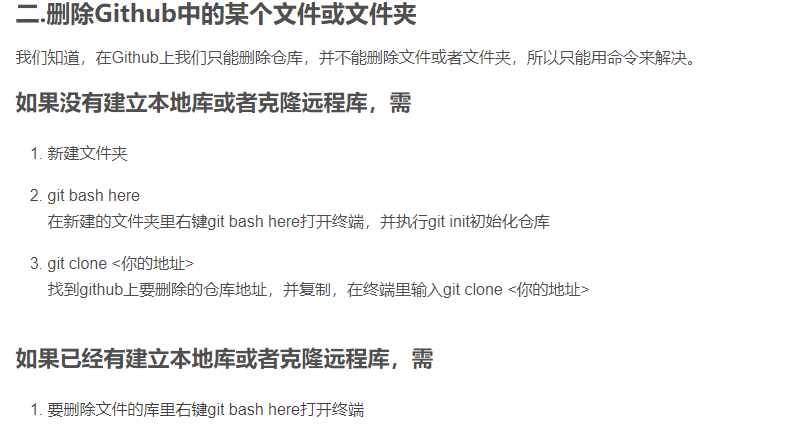 二.删除Github中的某个文件或文件夹
我们知道，在Github上我们只能删除仓库，并不能删除文件或者文件夹，所以只能用命令来解决。
如果没有建立本地库或者克隆远程库，需
1. 新建文件夹
2. git bash here
在新建的文件夹里右键git bash here打开终端，并执行git init初始化仓库
3. git clone <你的地址>
找到github上要删除的仓库地址，并复制，在终端里输入git clone <你的地址>
如果已经有建立本地库或者克隆远程库，需
1. 要删除文件的库里右键git bash here打开终端